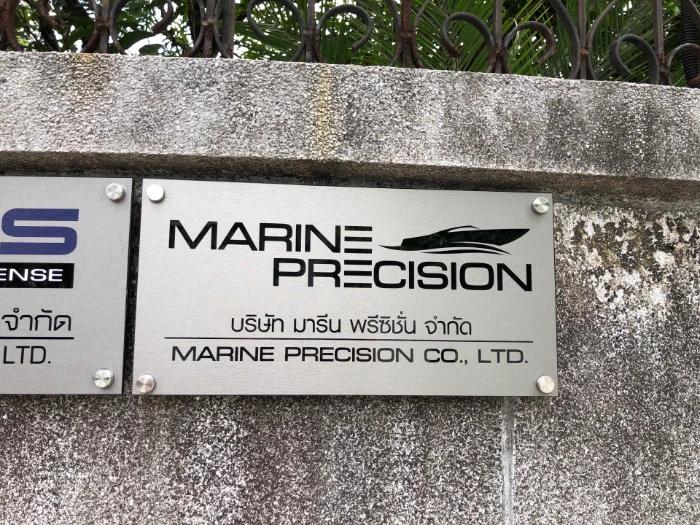 MARINE
PRECISION
บริษัท มารีน พรีซิชั่น จำกัด
MARINE PRECISION CO., LTD.
S
ENSE
จำกัด
LTD.